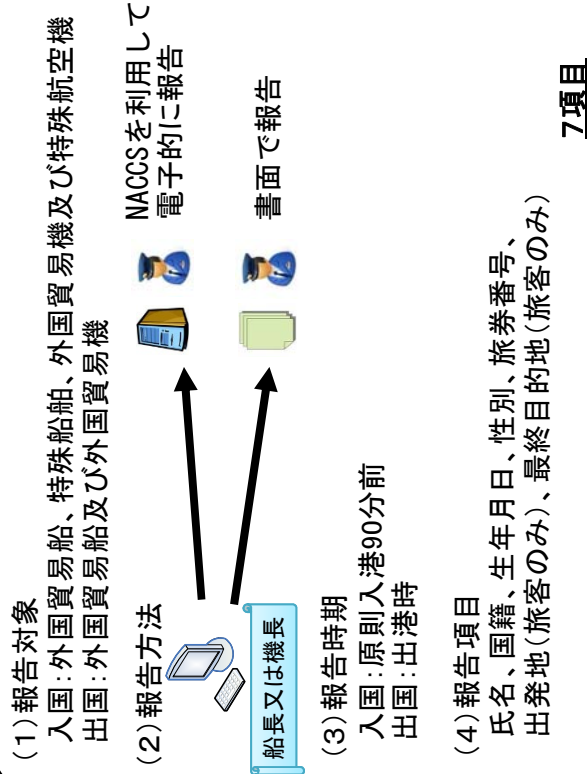 (1)報告対象
入国:外国貿易船、特殊船舶、外国貿易機及び特殊航空機
出国:外国貿易船及び外国貿易機
(2)報告方法
船長又は機長
NACCSを利用して
電子的に報告
書面で報告
(3)報告時期
入国:原則入港90分前
出国:出港時
(4)報告項目
氏名、国籍、生年月日、性別、旅券番号、
出発地(旅客のみ)、最終目的地(旅客のみ)
7項目